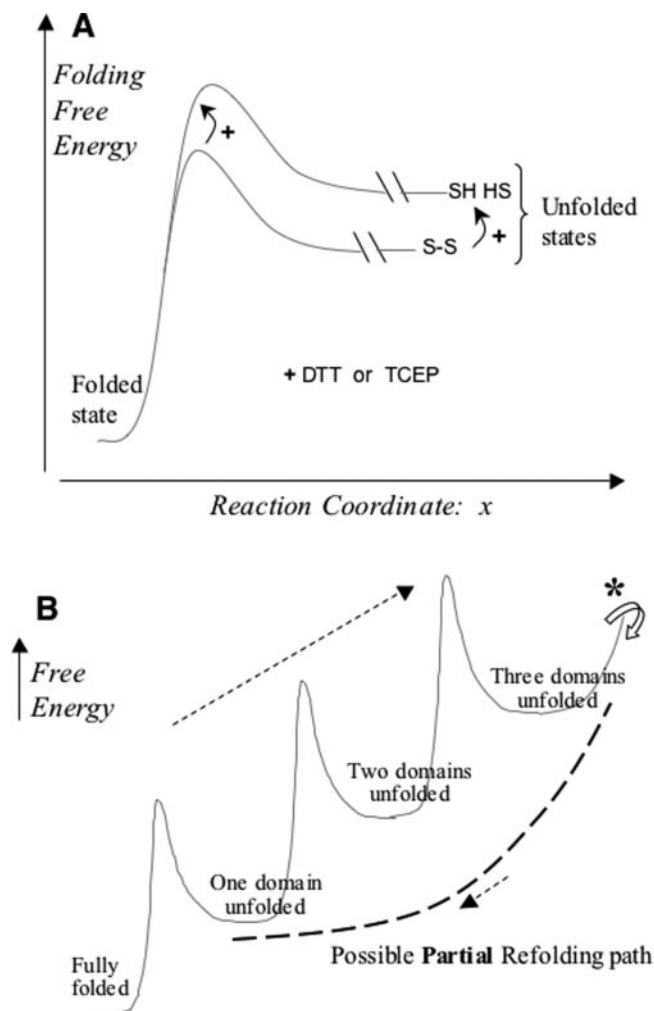 A
Folding
Free
Energy
+
SH HS
S-S
+
Unfolded
states
Folded
state
+ DTT or TCEP
Reaction Coordinate: x
B
*
Free
Energy
Three domains
unfolded
Two domains
unfolded
One domain
unfolded
Fully
folded
Possible Partial Refolding path